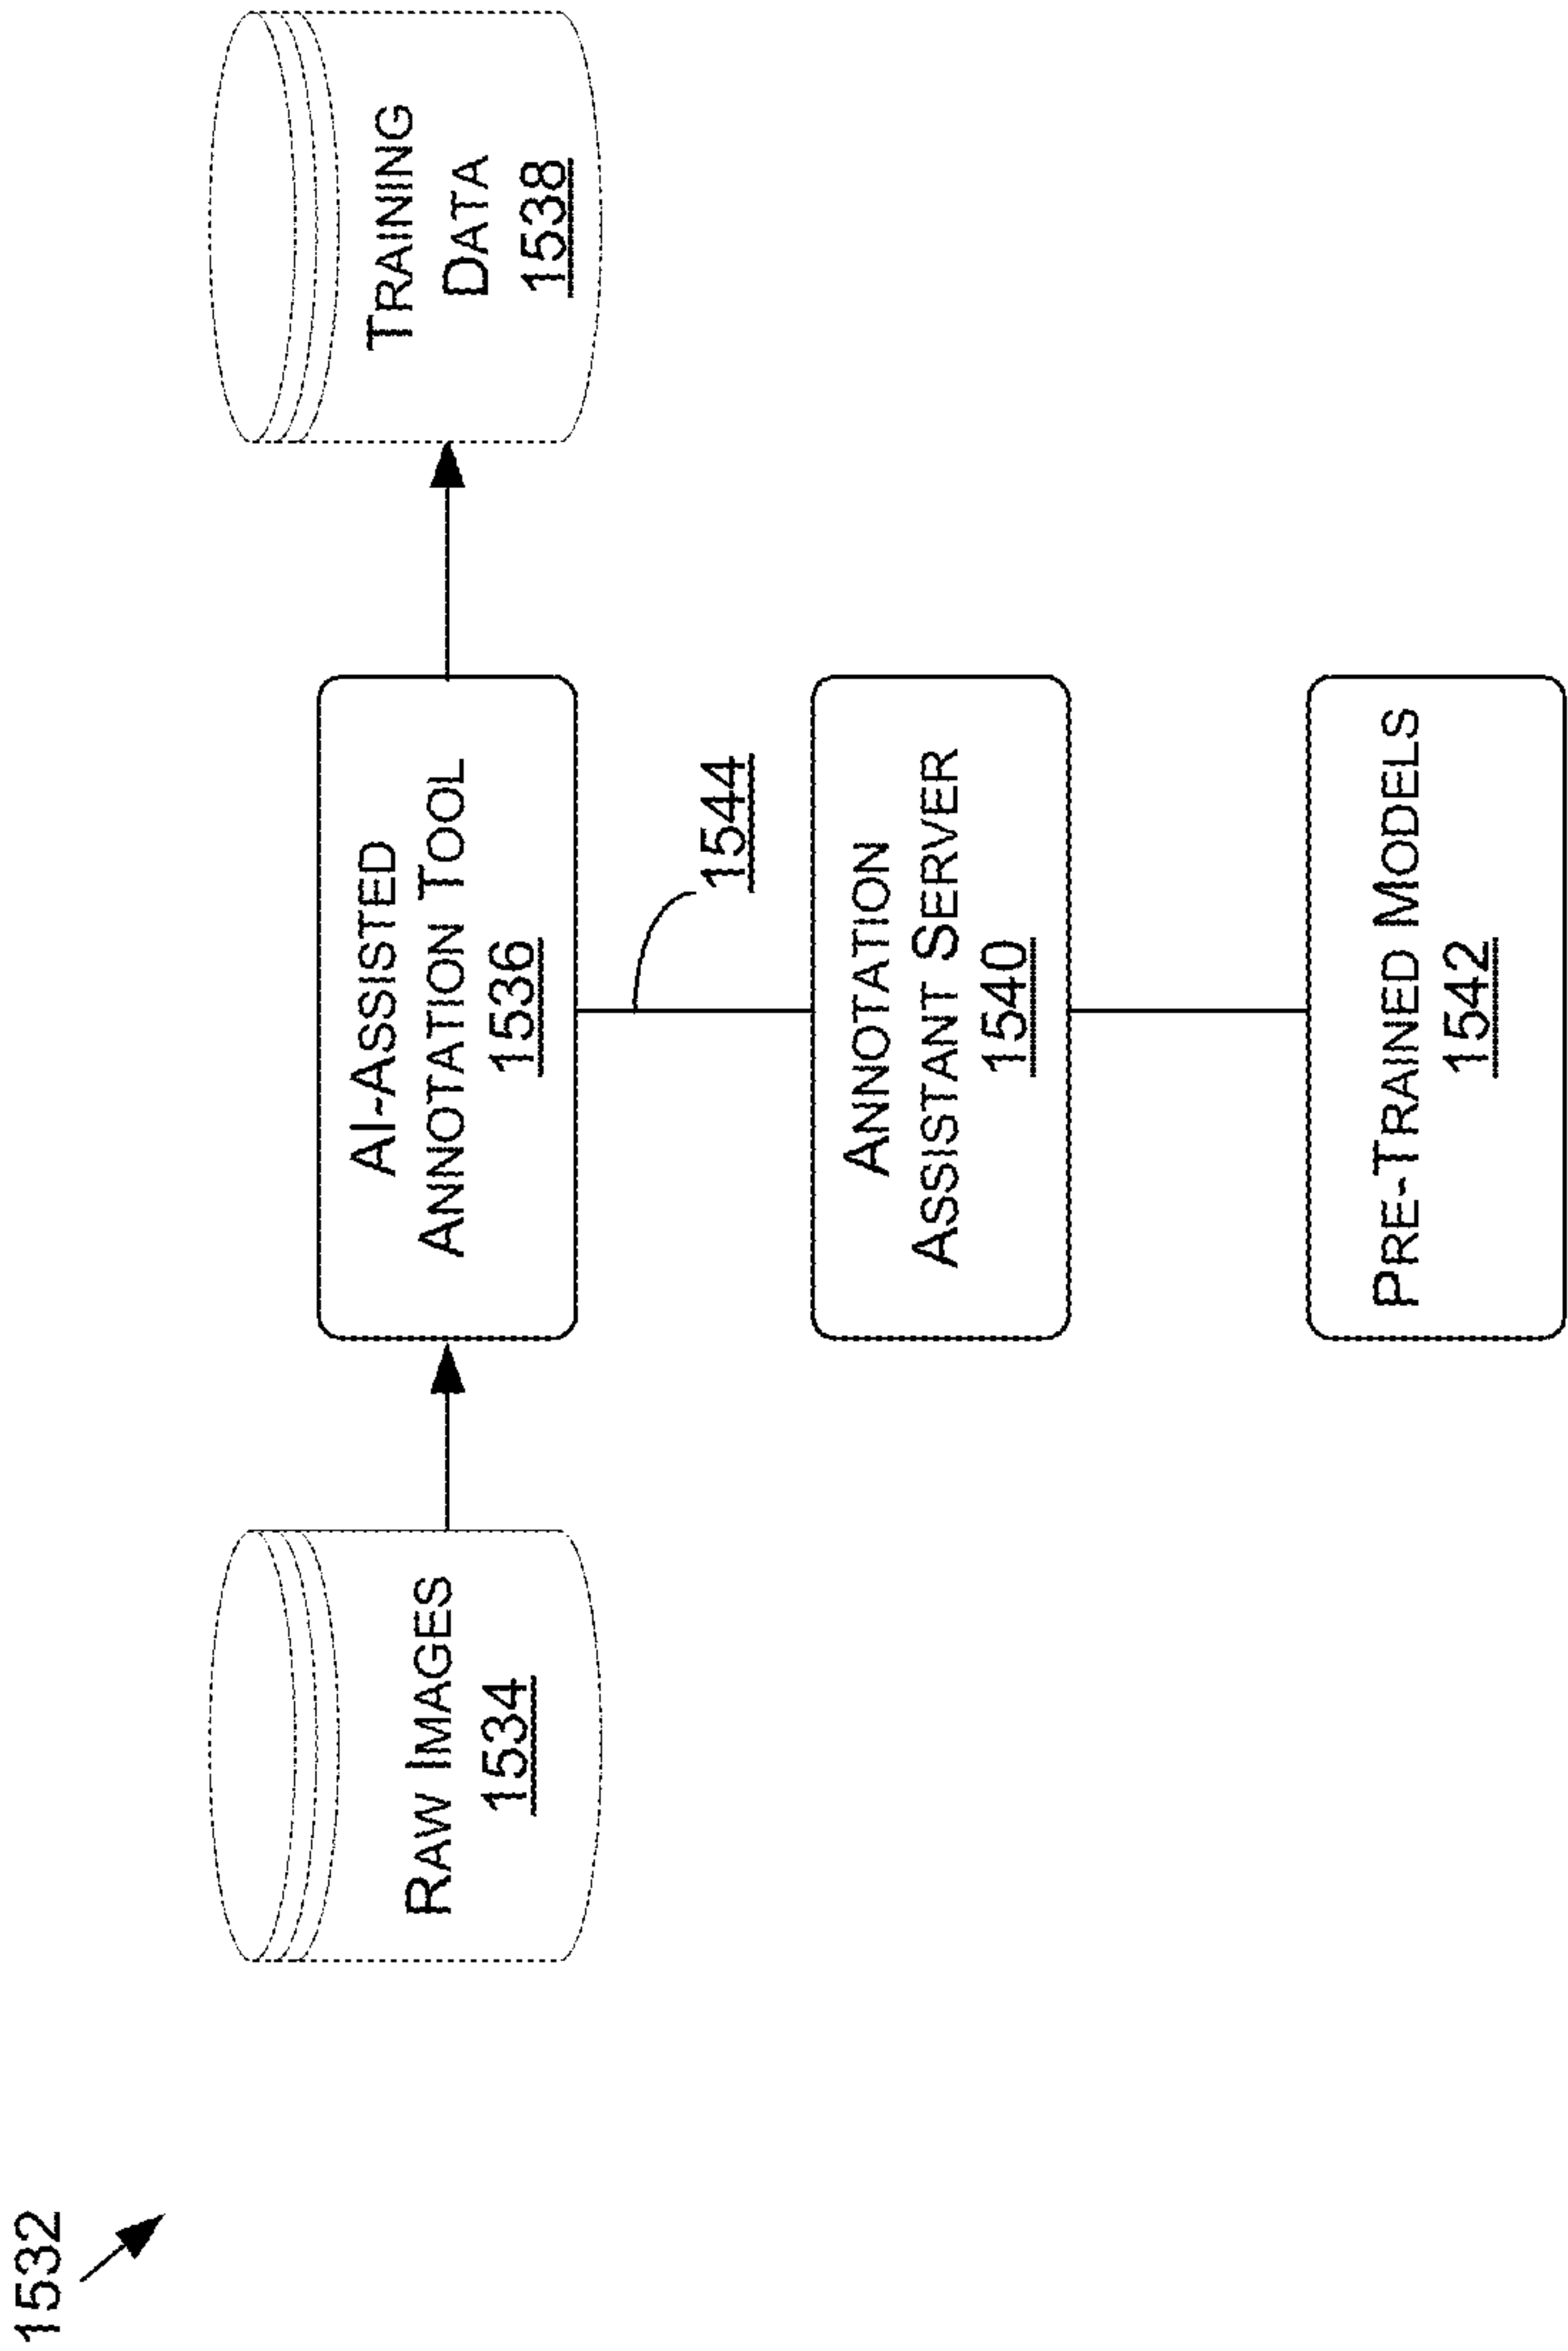 1532
RAW IMAGES
1534
AI-ASSISTED
ANNOTATION TOOL
1536
TRAINING
DATA
1538
1544
ANNOTATION
ASSISTANT SERVER
1540
PRE-TRAINED MODELS
1542